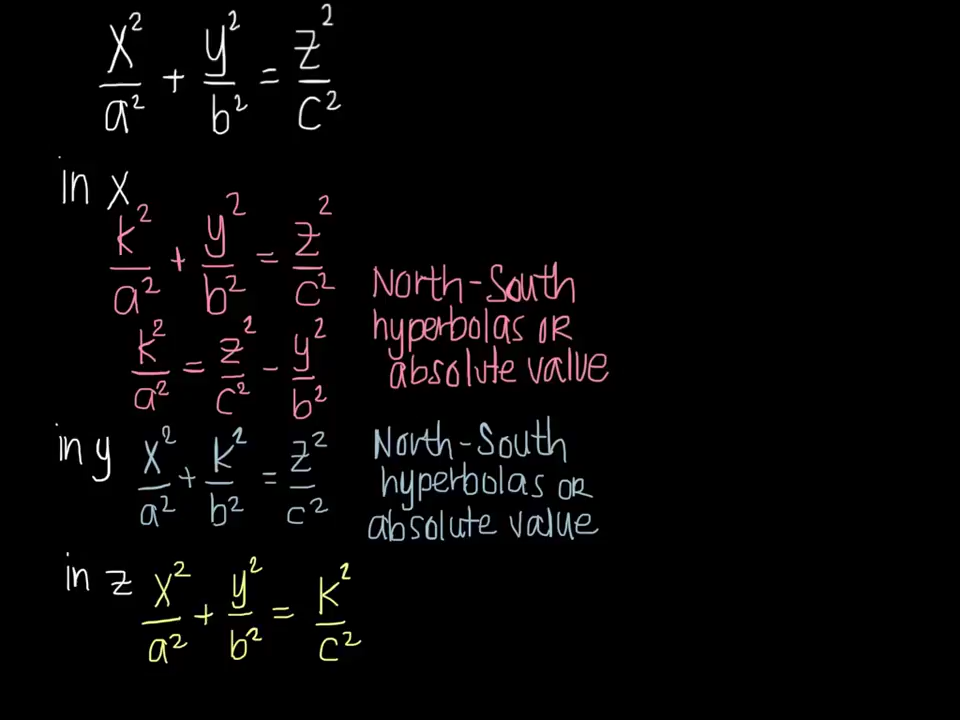 x²/a² + y²/b² = z²/c²
in x
k²/a² + y²/b² = z²/c²
North-South
hyperbolas OR
absolute value
k²/a² = z²/c² - y²/b²
in y x²/a² + k²/b² = z²/c²
North-South
hyperbolas OR
absolute value
in z x²/a² + y²/b² = k²/c²